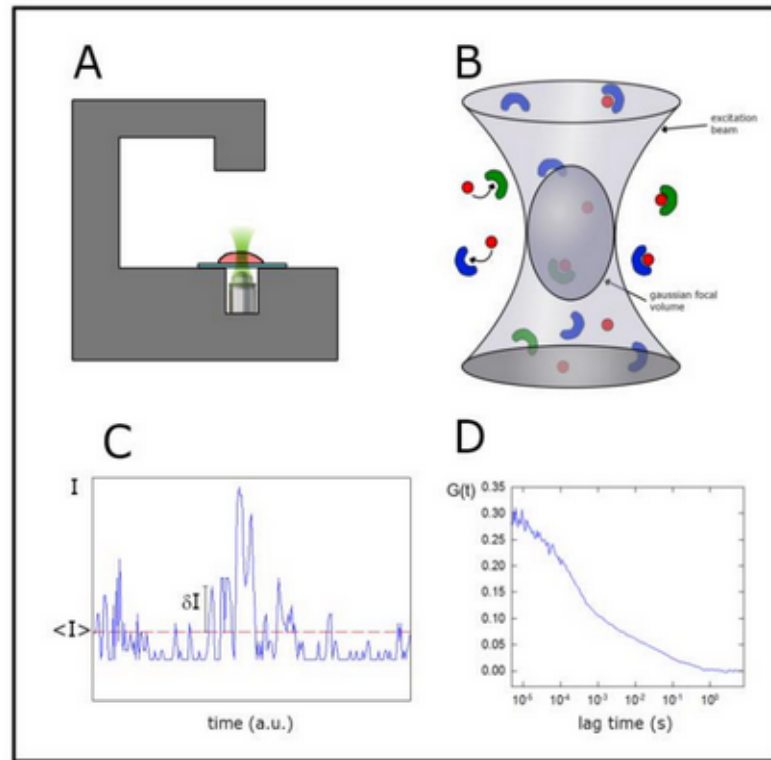 A
B
excitation
beam
gaussian focal
volume
C
I
δI
<I>
time (a.u.)
D
G(t)
0.35
0.30
0.25
0.20
0.15
0.10
0.05
0.00
10⁻⁵ 10⁻⁴ 10⁻³ 10⁻² 10⁻¹ 10⁰
lag time (s)